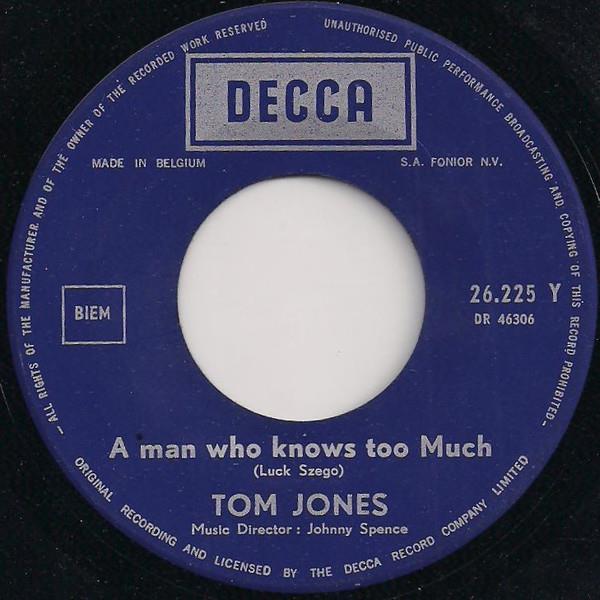 —ALL RIGHTS OF THE MANUFACTURER AND OF THE OWNER OF THE RECORDED WORK RESERVED
UNAUTHORISED PUBLIC PERFORMANCE BROADCASTING AND COPYING OF THIS RECORD PROHIBITED—
DECCA
MADE IN BELGIUM
S.A. FONIOR N.V.
BIEM
26.225 Y
DR 46306
A man who knows too Much
(Luck Szego)
TOM JONES
Music Director : Johnny Spence
ORIGINAL RECORDING AND LICENSED BY THE DECCA RECORD COMPANY LIMITED